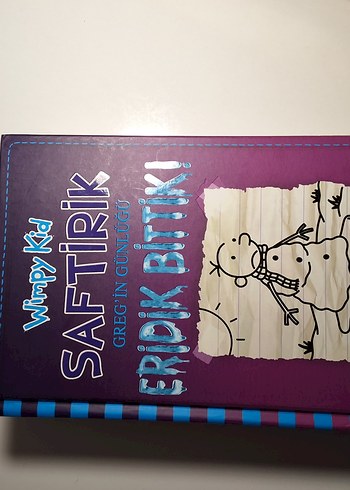 Wimpy Kid
SAFTİRİK
GREG'İN GÜNLÜĞÜ
ERİDİK BİTTİK!